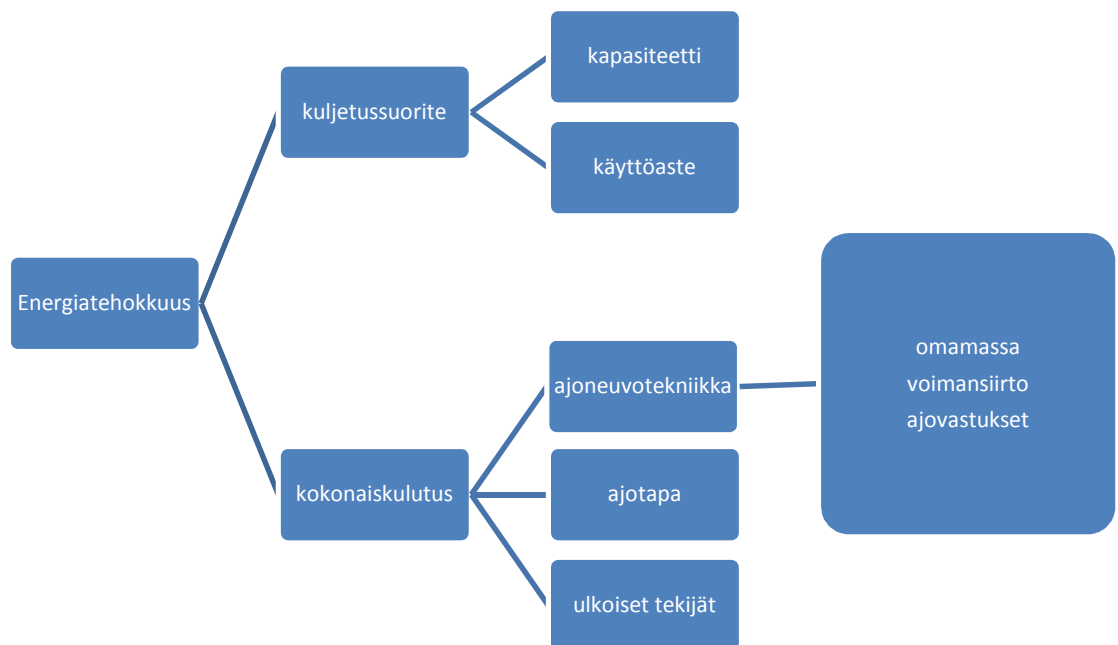 kapasiteetti
kuljetussuorite
käyttöaste
Energiatehokkuus
omamassa
voimansiirto
ajovastukset
ajoneuvotekniikka
kokonaiskulutus
ajotapa
ulkoiset tekijät